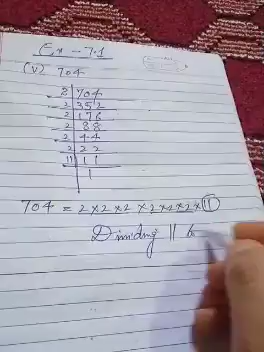 Ex - 7.1
(v) 704
2 | 704
2 | 352
2 | 176
2 | 88
2 | 44
2 | 22
11 | 11
1
704 = 2×2×2×2×2×2×11
Dividing 11 b